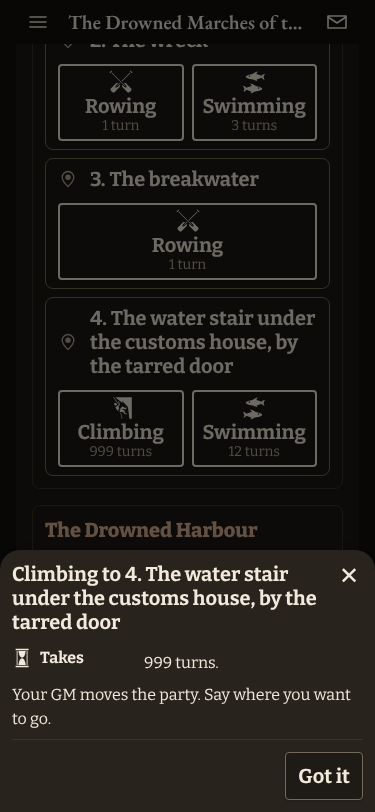 The Drowned Marches of t...
2. The wreck
Rowing
1 turn
Swimming
3 turns
3. The breakwater
Rowing
1 turn
4. The water stair under
the customs house, by
the tarred door
Climbing
999 turns
Swimming
12 turns
The Drowned Harbour
Climbing to 4. The water stair
under the customs house, by the
tarred door
Takes 999 turns.
Your GM moves the party. Say where you want
to go.
Got it